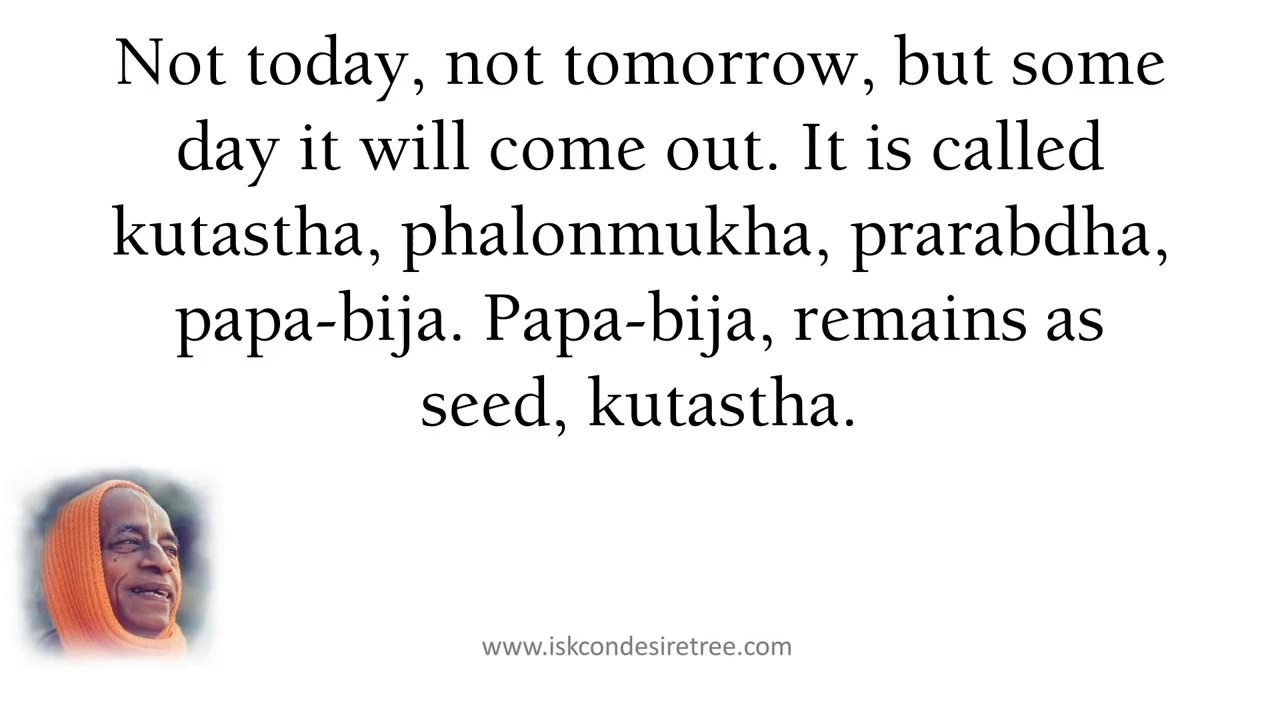 Not today, not tomorrow, but some
day it will come out. It is called
kutastha, phalonmukha, prarabdha,
papa-bija. Papa-bija, remains as
seed, kutastha.
www.iskcondesiretree.com